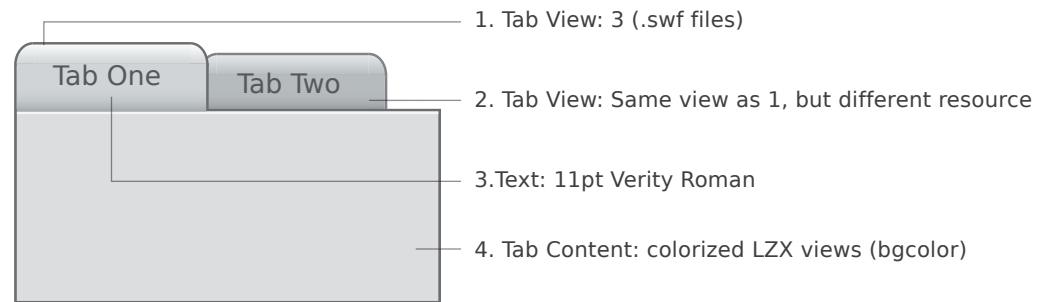 1. Tab View: 3 (.swf files)
Tab One
Tab Two
2. Tab View: Same view as 1, but different resource
3.Text: 11pt Verity Roman
4. Tab Content: colorized LZX views (bgcolor)